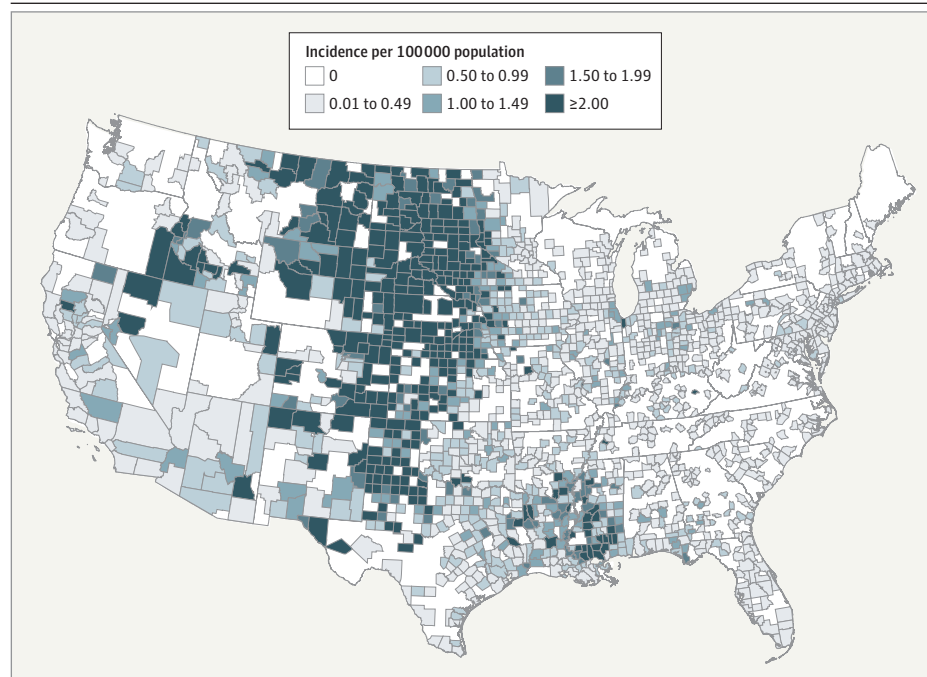 Incidence per 100000 population
0
0.50 to 0.99
1.50 to 1.99
0.01 to 0.49
1.00 to 1.49
≥2.00